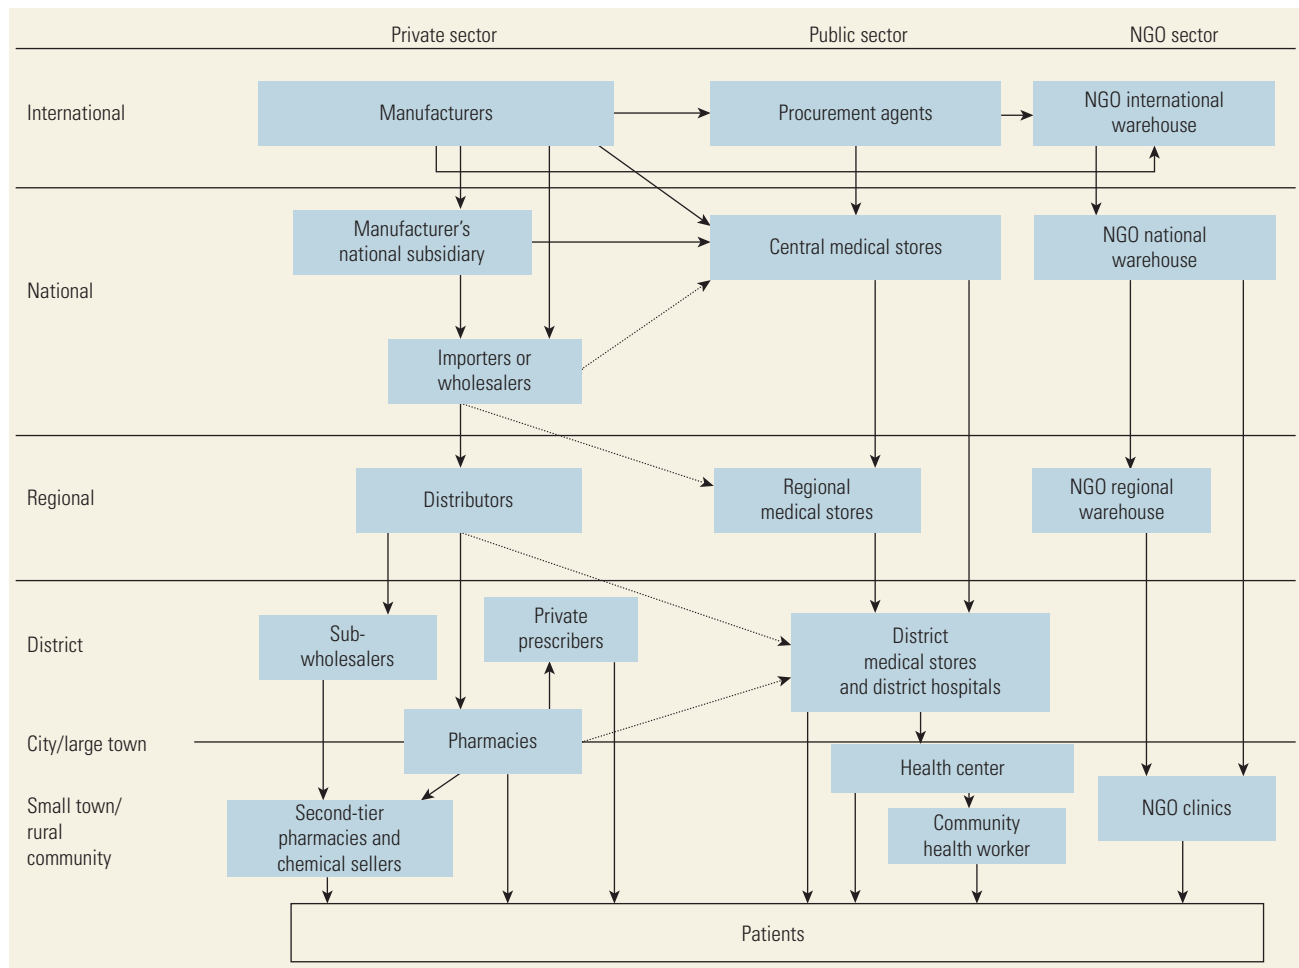 Private sector
Public sector
NGO sector
International
Manufacturers
Procurement agents
NGO international
warehouse
National
Manufacturer's
national subsidiary
Central medical stores
NGO national
warehouse
Importers or
wholesalers
Regional
Distributors
Regional
medical stores
NGO regional
warehouse
District
Sub-
wholesalers
Private
prescribers
District
medical stores
and district hospitals
City/large town
Pharmacies
Health center
Small town/
rural
community
Second-tier
pharmacies and
chemical sellers
Community
health worker
NGO clinics
Patients